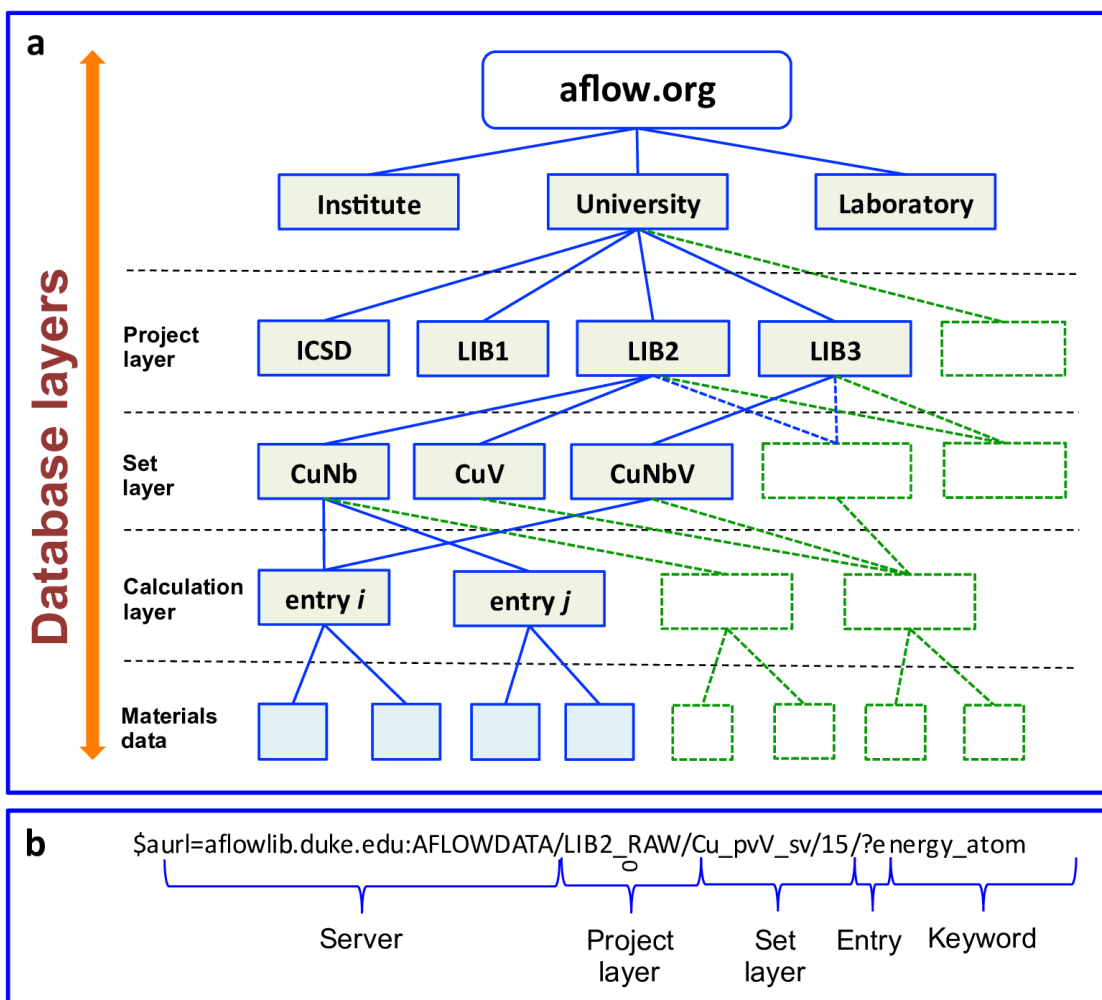 a
aflow.org
Institute University Laboratory
Database layers
Project
layer
ICSD LIB1 LIB2 LIB3
Set
layer
CuNb CuV CuNbV
Calculation
layer
entry i entry j
Materials
data
b
$aurl=aflowlib.duke.edu:AFLOWDATA/LIB2_RAW/Cu_pvV_sv/15/?energy_atom
0
Server Project
layer Set
layer Entry Keyword